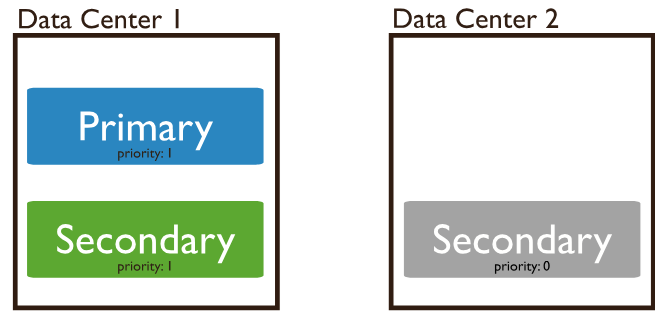 Data Center 1
Primary
priority: 1
Secondary
priority: 1
Data Center 2
Secondary
priority: 0